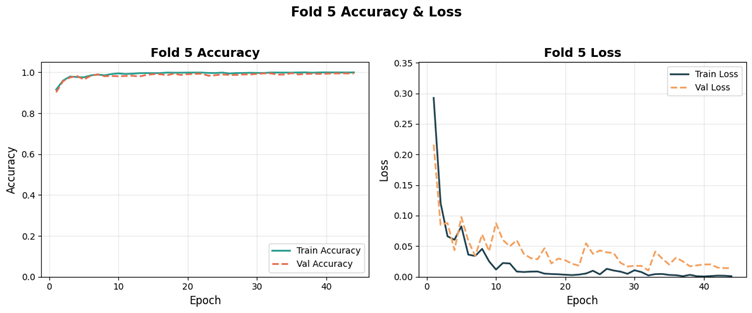 Fold 5 Accuracy & Loss
Fold 5 Accuracy
1.0
0.8
0.6
0.4
0.2
0.0
Accuracy
0 10 20 30 40
Epoch
Train Accuracy
Val Accuracy
Fold 5 Loss
0.35
0.30
0.25
0.20
0.15
0.10
0.05
0.00
Loss
0 10 20 30 40
Epoch
Train Loss
Val Loss